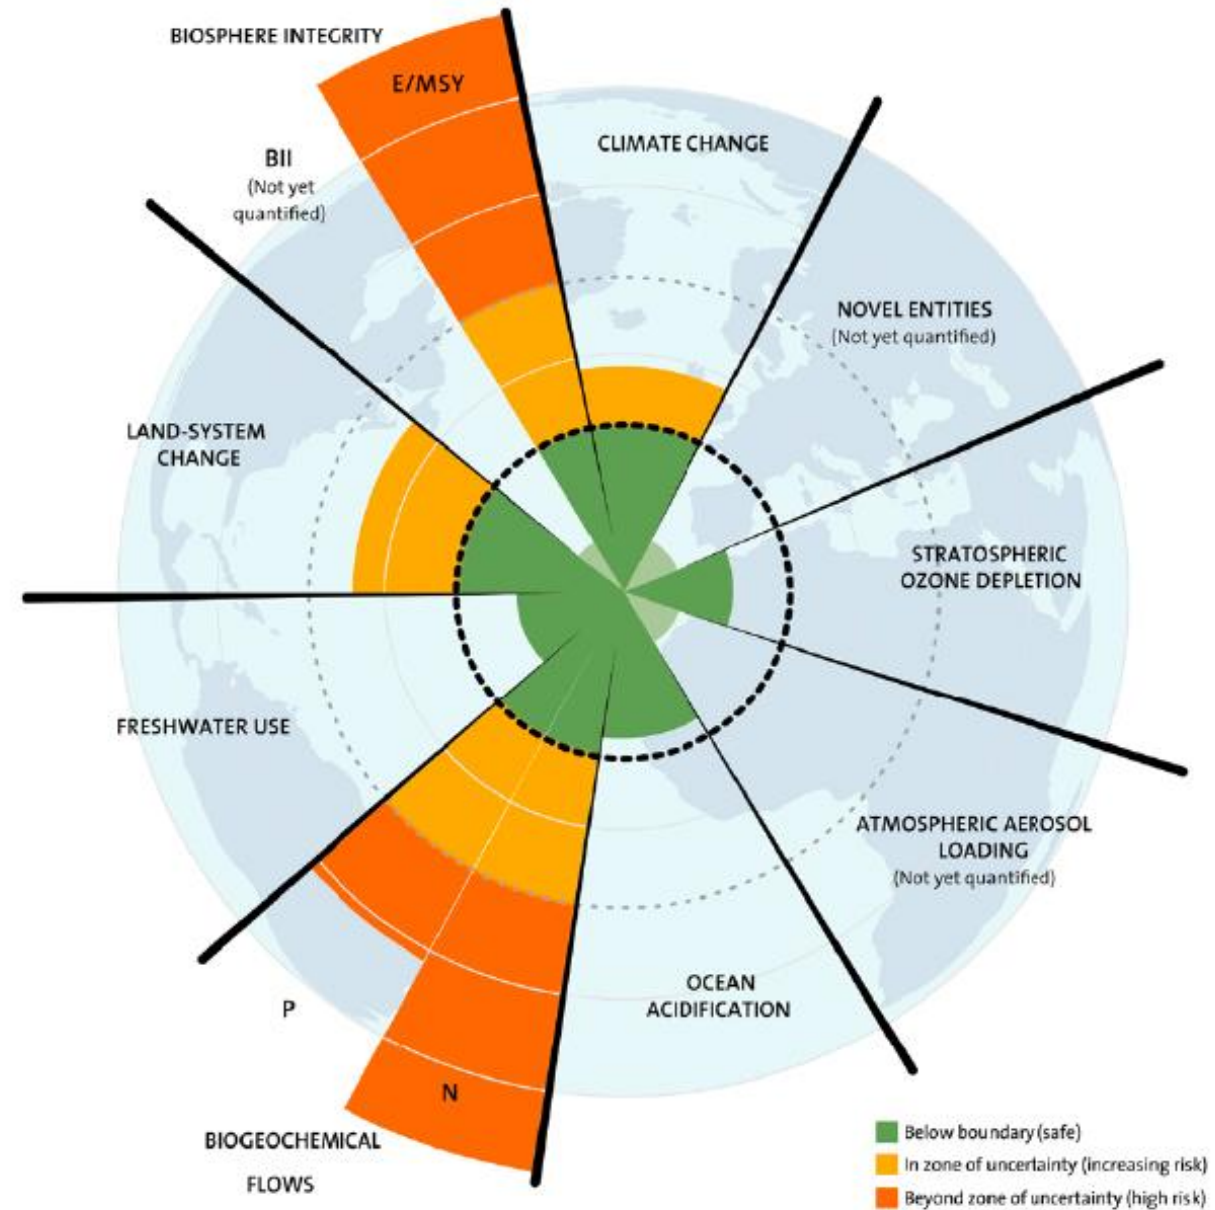 BIOSPHERE INTEGRITY
E/MSY
BII
(Not yet
quantified)
CLIMATE CHANGE
NOVEL ENTITIES
(Not yet quantified)
LAND-SYSTEM
CHANGE
STRATOSPHERIC
OZONE DEPLETION
FRESHWATER USE
ATMOSPHERIC AEROSOL
LOADING
(Not yet quantified)
OCEAN
ACIDIFICATION
P
N
BIOGEOCHEMICAL
FLOWS
Below boundary (safe)
In zone of uncertainty (increasing risk)
Beyond zone of uncertainty (high risk)